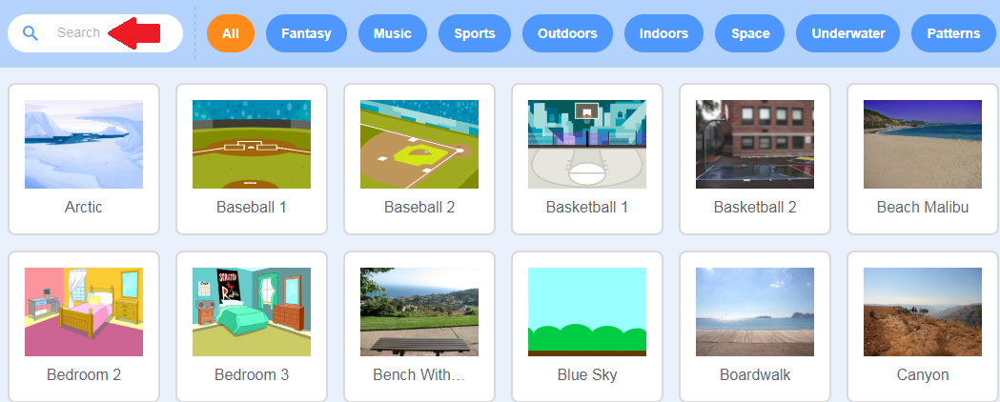 Search
All
Fantasy
Music
Sports
Outdoors
Indoors
Space
Underwater
Patterns
Arctic
Baseball 1
Baseball 2
Basketball 1
Basketball 2
Beach Malibu
Bedroom 2
Bedroom 3
Bench With...
Blue Sky
Boardwalk
Canyon